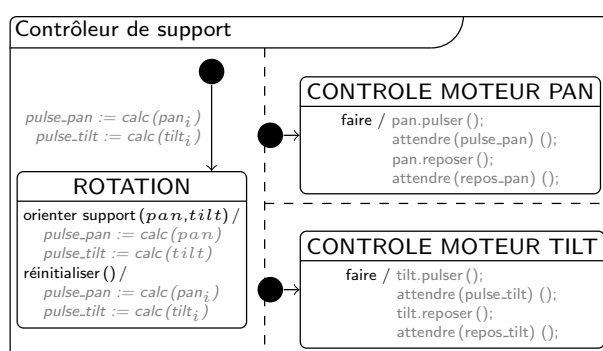 Contrôleur de support
pulse_pan := calc(pan_i)
pulse_tilt := calc(tilt_i)
ROTATION
orienter support(pan,tilt)/
pulse_pan := calc(pan)
pulse_tilt := calc(tilt)
réinitialiser()/
pulse_pan := calc(pan_i)
pulse_tilt := calc(tilt_i)
CONTROLE MOTEUR PAN
faire / pan.pulser();
attendre(pulse_pan) ();
pan.reposer();
attendre(repos_pan) ();
CONTROLE MOTEUR TILT
faire / tilt.pulser();
attendre(pulse_tilt) ();
tilt.reposer();
attendre(repos_tilt) ();